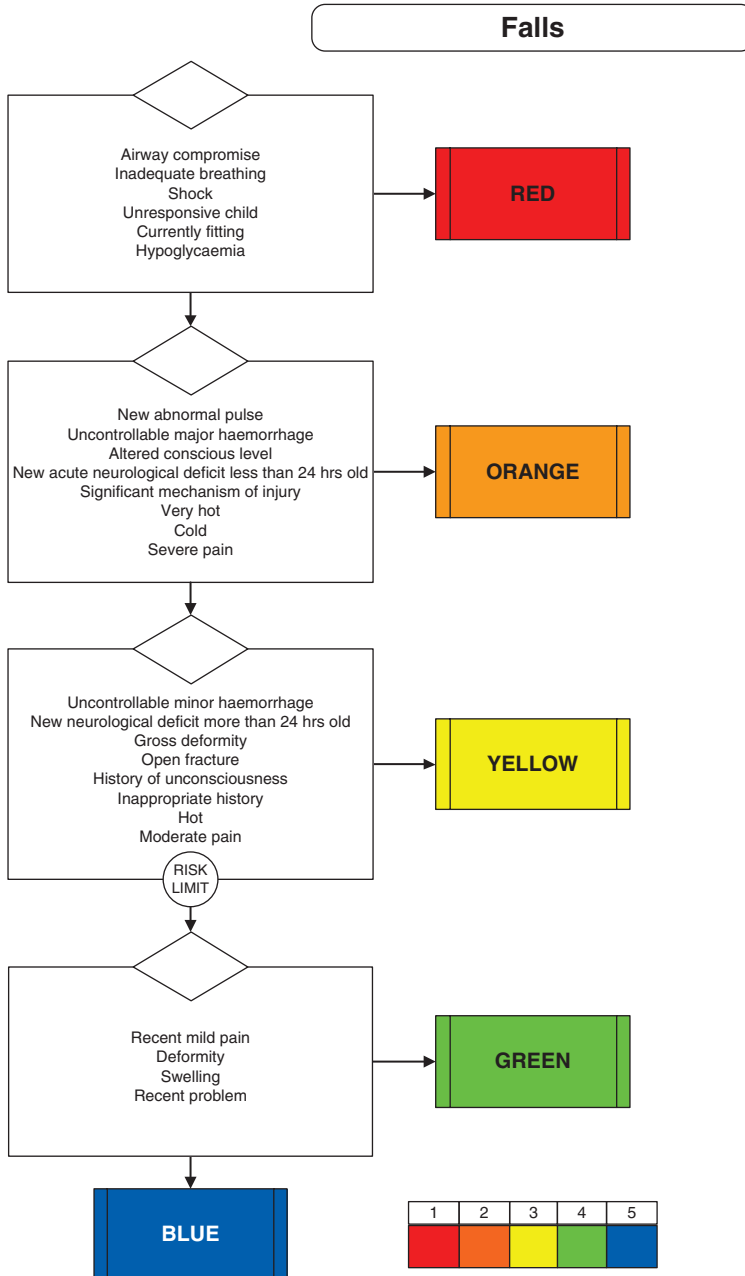 Falls
Airway compromise
Inadequate breathing
Shock
Unresponsive child
Currently fitting
Hypoglycaemia
RED
New abnormal pulse
Uncontrollable major haemorrhage
Altered conscious level
New acute neurological deficit less than 24 hrs old
Significant mechanism of injury
Very hot
Cold
Severe pain
ORANGE
Uncontrollable minor haemorrhage
New neurological deficit more than 24 hrs old
Gross deformity
Open fracture
History of unconsciousness
Inappropriate history
Hot
Moderate pain
YELLOW
RISK
LIMIT
Recent mild pain
Deformity
Swelling
Recent problem
GREEN
BLUE
1 2 3 4 5